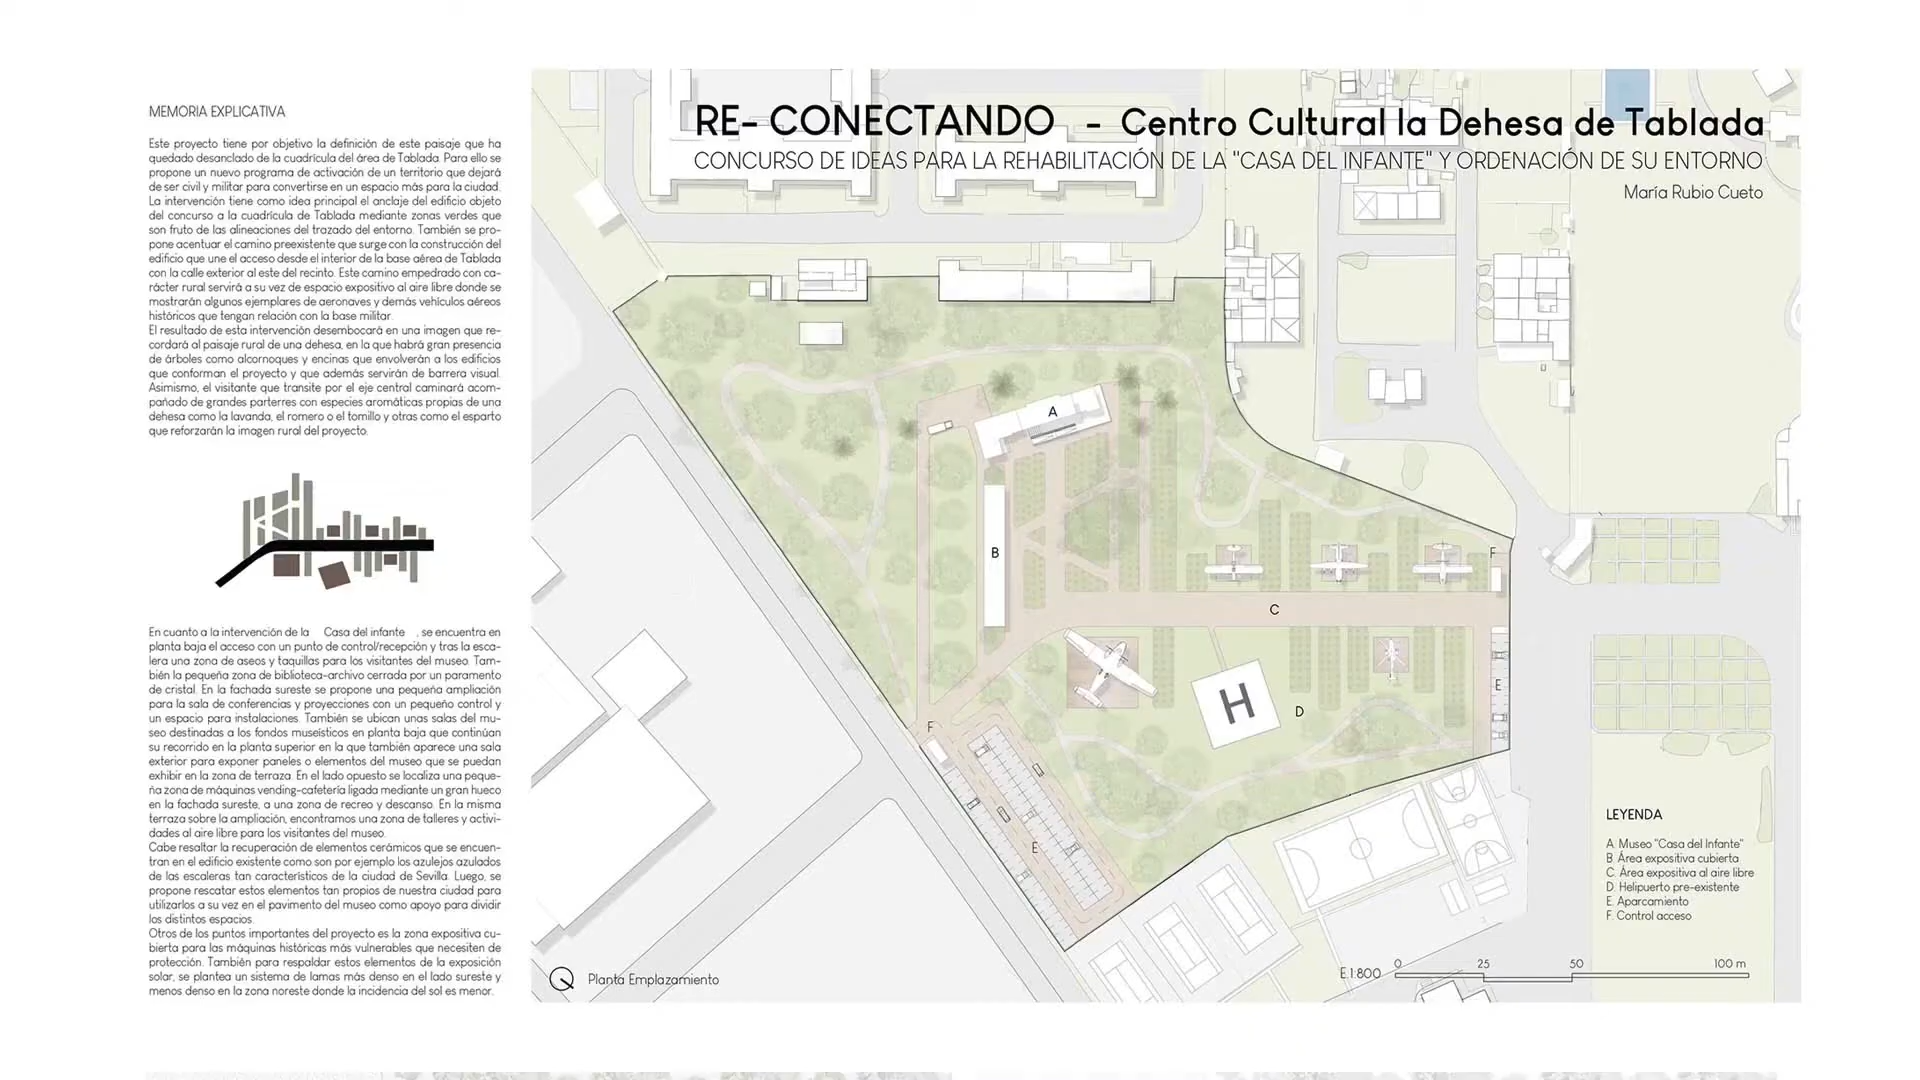 RE- CONECTANDO - Centro Cultural la Dehesa de Tablada
CONCURSO DE IDEAS PARA LA REHABILITACIÓN DE LA "CASA DEL INFANTE" Y ORDENACIÓN DE SU ENTORNO
María Rubio Cueto
MEMORIA EXPLICATIVA
Este proyecto tiene por objetivo la definición de este paisaje que ha
quedado desanclado de la cuadrícula del área de Tablada. Para ello se
propone un nuevo programa de activación de un territorio que dejará
de ser civil y militar para convertirse en un espacio más para la ciudad.
La intervención tiene como idea principal el anclaje del edificio objeto
del concurso a la cuadrícula de Tablada mediante zonas verdes que
son fruto de las alineaciones del trazado del entorno. También se pro-
pone acentuar el camino preexistente que surge con la construcción del
edificio que une el acceso desde el interior de la base aérea de Tablada
con la calle exterior al este del recinto. Este camino empedrado con ca-
rácter rural servirá a su vez de espacio expositivo al aire libre donde se
mostrarán algunos ejemplares de aeronaves y demás vehículos aéreos
históricos que tengan relación con la base militar.
El resultado de esta intervención desembocará en una imagen que re-
cordará al paisaje rural de una dehesa, en la que habrá gran presencia
de árboles como alcornoques y encinas que envolverán a los edificios
que conforman el proyecto y que además servirán de barrera visual.
Asimismo, el visitante que transite por el eje central caminará acom-
pañado de grandes parterres con especies aromáticas propias de una
dehesa como la lavanda, el romero o el tomillo y otras como el esparto
que reforzarán la imagen rural del proyecto.
En cuanto a la intervención de la Casa del infante , se encuentra en
planta baja el acceso con un punto de control/recepción y tras la esca-
lera una zona de aseos y taquillas para los visitantes del museo. Tam-
bién la pequeña zona de biblioteca-archivo cerrada por un paramento
de cristal. En la fachada sureste se propone una pequeña ampliación
para la sala de conferencias y proyecciones con un pequeño control y
un espacio para instalaciones. También se ubican unas salas del mu-
seo destinadas a los fondos museísticos en planta baja que continúan
su recorrido en la planta superior en la que también aparece una sala
exterior para exponer paneles o elementos del museo que se puedan
exhibir en la zona de terraza. En el lado opuesto se localiza una peque-
ña zona de máquinas vending-cafetería ligada mediante un gran hueco
en la fachada sureste, a una zona de recreo y descanso. En la misma
terraza sobre la ampliación, encontramos una zona de talleres y activi-
dades al aire libre para los visitantes del museo.
Cabe resaltar la recuperación de elementos cerámicos que se encuen-
tran en el edificio existente como son por ejemplo los azulejos azulados
de las escaleras tan característicos de la ciudad de Sevilla. Luego, se
propone rescatar estos elementos tan propios de nuestra ciudad para
utilizarlos a su vez en el pavimento del museo como apoyo para dividir
los distintos espacios.
Otros de los puntos importantes del proyecto es la zona expositiva cu-
bierta para las máquinas históricas más vulnerables que necesiten de
protección. También para respaldar estos elementos de la exposición
solar, se plantea un sistema de lamas más denso en el lado sureste y
menos denso en la zona noreste donde la incidencia del sol es menor.
A
B
F
C
E
H
D
F
E
LEYENDA
A. Museo "Casa del Infante"
B. Área expositiva cubierta
C. Área expositiva al aire libre
D. Helipuerto pre-existente
E. Aparcamiento
F. Control acceso
Planta Emplazamiento
E.1:800
0 25 50 100 m